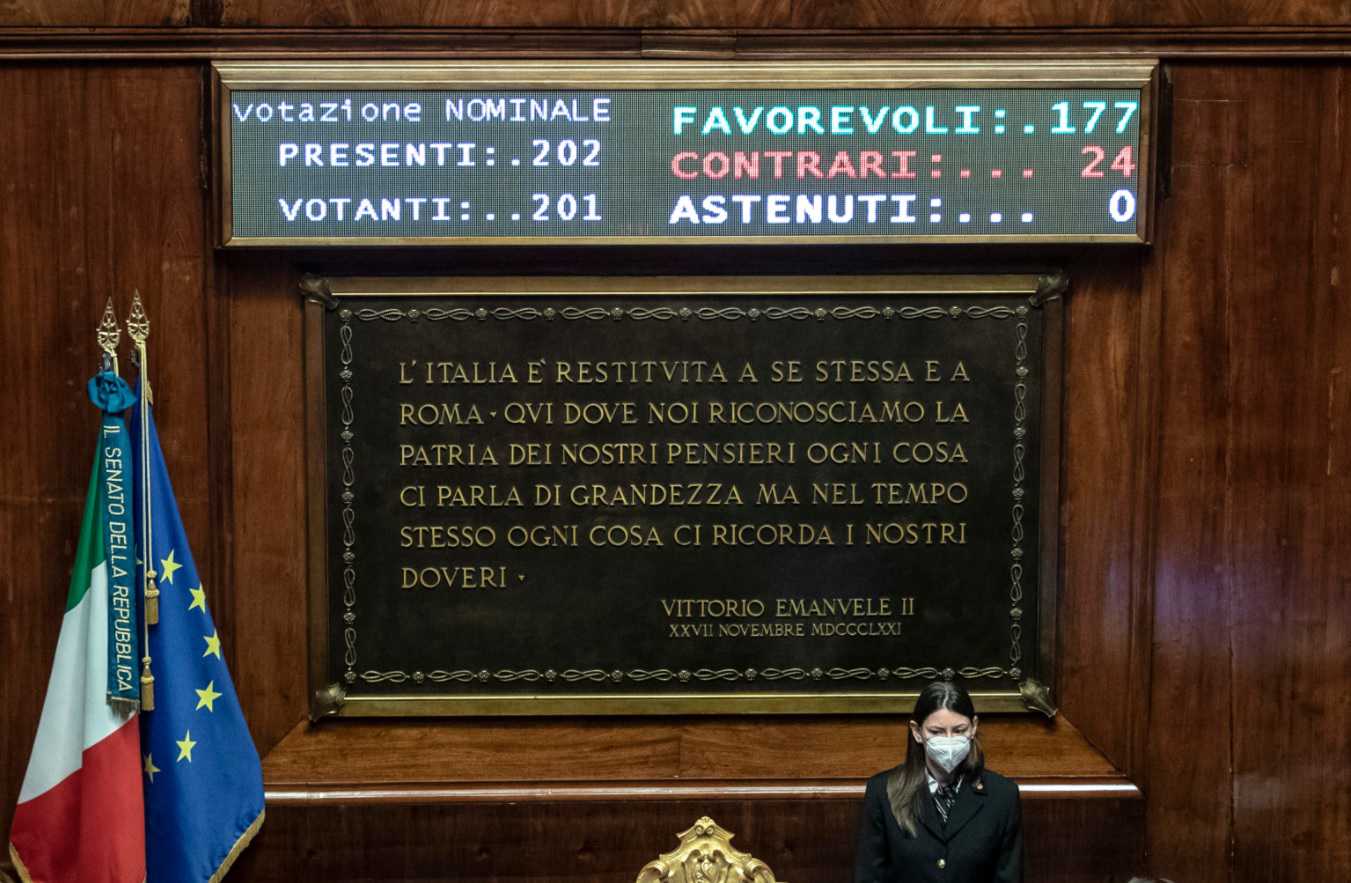 votazione NOMINALE
PRESENTI:.202
VOTANTI:..201
FAVOREVOLI:.177
CONTRARI:... 24
ASTENUTI:... 0
L'ITALIA È RESTITVITA A SE STESSA E A
ROMA · QVI DOVE NOI RICONOSCIAMO LA
PATRIA DEI NOSTRI PENSIERI OGNI COSA
CI PARLA DI GRANDEZZA MA NEL TEMPO
STESSO OGNI COSA CI RICORDA I NOSTRI
DOVERI ·
VITTORIO EMANVELE II
XXVII NOVEMBRE MDCCCLXXI
IL SENATO DELLA REPUBBLICA